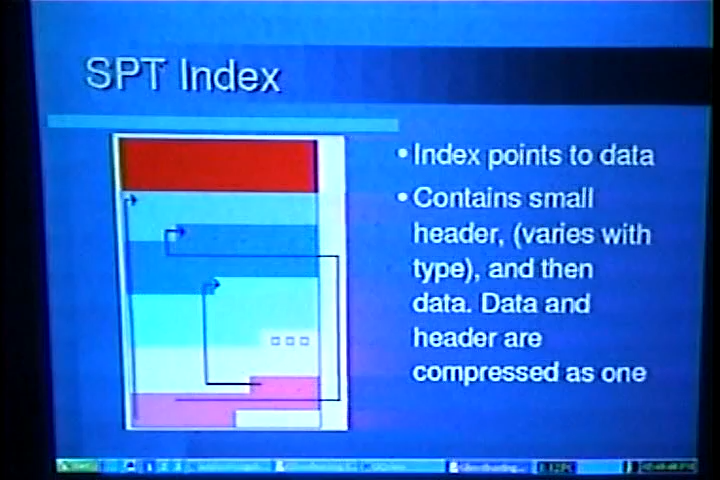 SPT Index
• Index points to data
• Contains small
header, (varies with
type), and then
data. Data and
header are
compressed as one